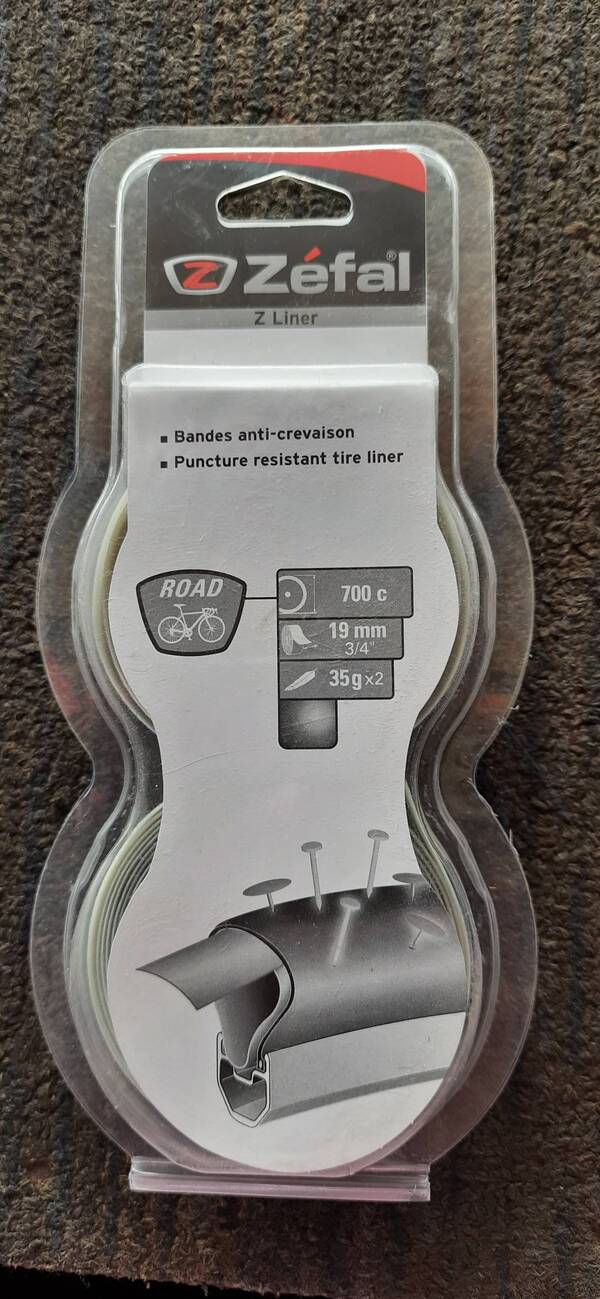 Z Zéfal®
Z Liner
▪ Bandes anti-crevaison
▪ Puncture resistant tire liner
ROAD
700 c
19 mm
3/4"
35g x2